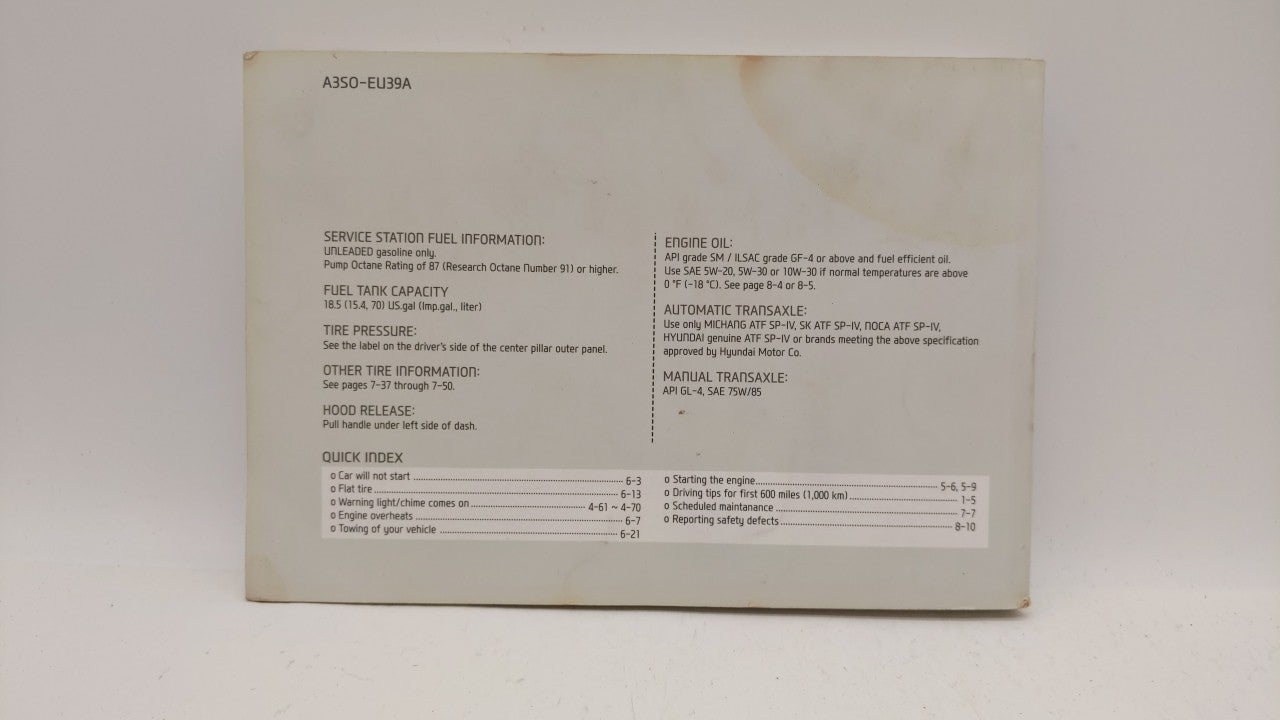 A3SO-EU39A
SERVICE STATION FUEL INFORMATION:
UNLEADED gasoline only.
Pump Octane Rating of 87 (Research Octane Number 91) or higher.
FUEL TANK CAPACITY
18.5 (15.4, 70) US.gal (Imp.gal., liter)
TIRE PRESSURE:
See the label on the driver's side of the center pillar outer panel.
OTHER TIRE INFORMATION:
See pages 7-37 through 7-50.
HOOD RELEASE:
Pull handle under left side of dash.
ENGINE OIL:
API grade SM / ILSAC grade GF-4 or above and fuel efficient oil.
Use SAE 5W-20, 5W-30 or 10W-30 if normal temperatures are above
0 °F (-18 °C). See page 8-4 or 8-5.
AUTOMATIC TRANSAXLE:
Use only MICHANG ATF SP-IV, SK ATF SP-IV, NOCA ATF SP-IV,
HYUNDAI genuine ATF SP-IV or brands meeting the above specification
approved by Hyundai Motor Co.
MANUAL TRANSAXLE:
API GL-4, SAE 75W/85
QUICK INDEX
o Car will not start ........ 6-3
o Flat tire ........ 6-13
o Warning light/chime comes on ........ 4-61 ~ 4-70
o Engine overheats ........ 6-7
o Towing of your vehicle ........ 6-21
o Starting the engine ........ 5-6, 5-9
o Driving tips for first 600 miles (1,000 km) ........ 1-5
o Scheduled maintanance ........ 7-7
o Reporting safety defects ........ 8-10